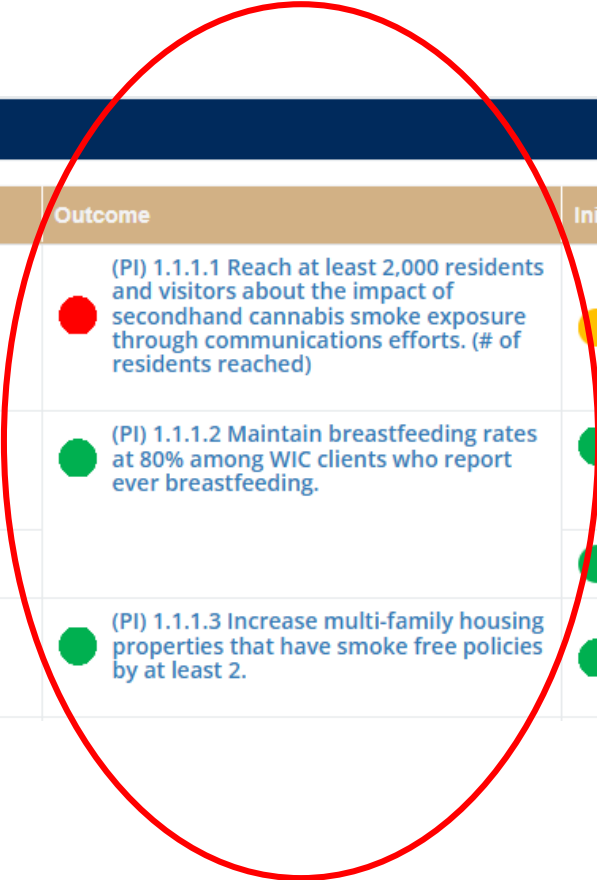 Outcome
Ini
(PI) 1.1.1.1 Reach at least 2,000 residents
and visitors about the impact of
secondhand cannabis smoke exposure
through communications efforts. (# of
residents reached)
(PI) 1.1.1.2 Maintain breastfeeding rates
at 80% among WIC clients who report
ever breastfeeding.
(PI) 1.1.1.3 Increase multi-family housing
properties that have smoke free policies
by at least 2.